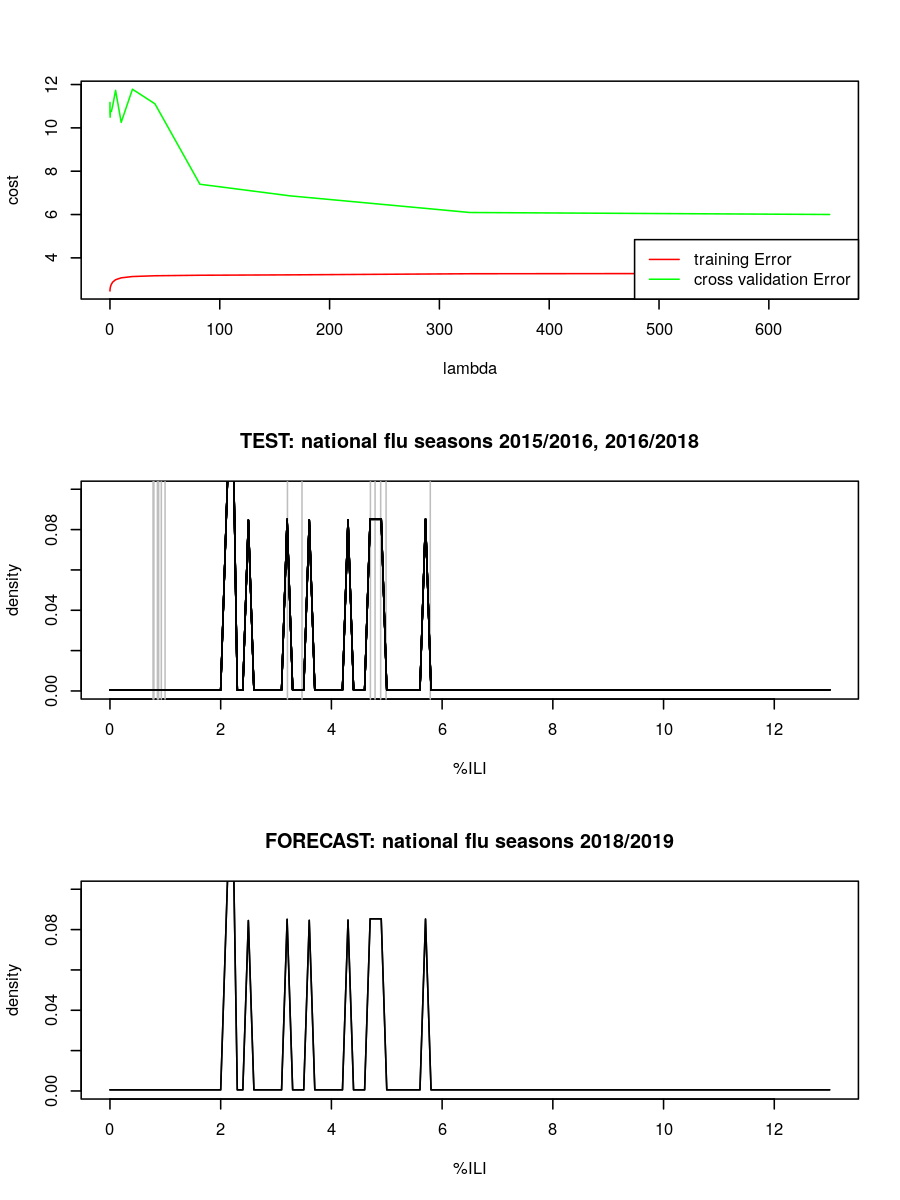 12
10
8
6
4
cost
training Error
cross validation Error
0 100 200 300 400 500 600
lambda
TEST: national flu seasons 2015/2016, 2016/2018
0.08
0.04
0.00
density
0 2 4 6 8 10 12
%ILI
FORECAST: national flu seasons 2018/2019
0.08
0.04
0.00
density
0 2 4 6 8 10 12
%ILI